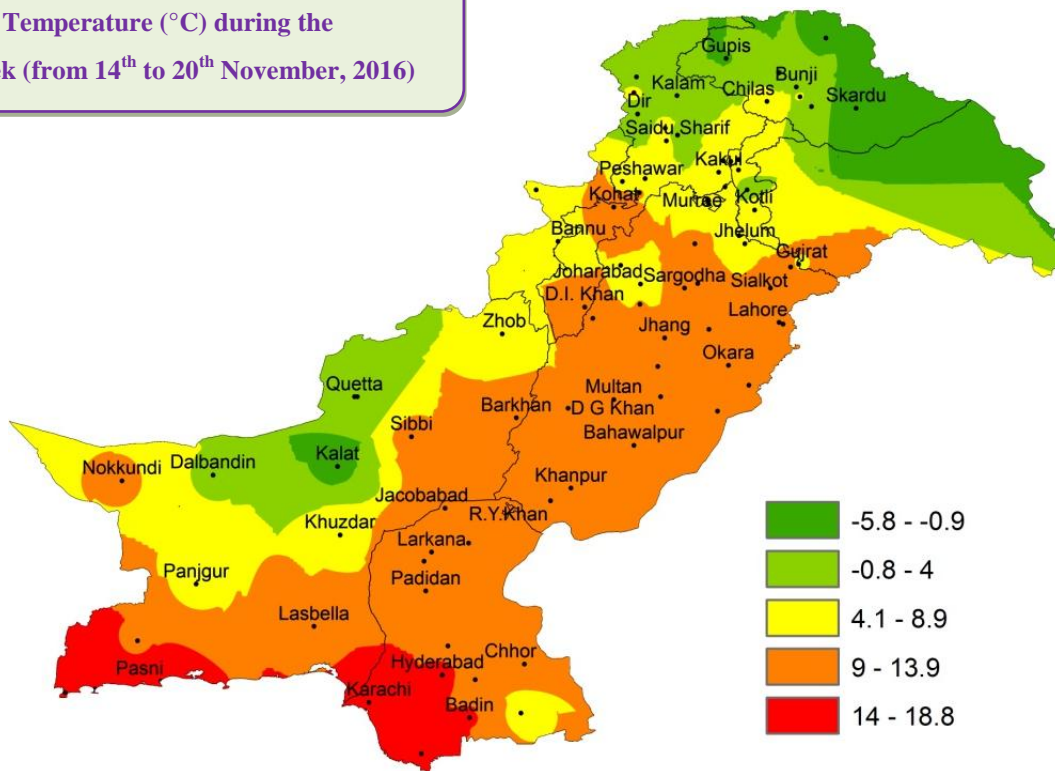 Temperature (°C) during the
ek (from 14th to 20th November, 2016)
Gupis
Bunji
Kalam
Chilas
Skardu
Dir
Saidu Sharif
Kakul
Peshawar
Kohat
Kotli
Bannu
Jhelum
Gujrat
Joharabad
Sargodha
Sialkot
D.I. Khan
Lahore
Zhob
Jhang
Okara
Quetta
Multan
Barkhan
D G Khan
Sibbi
Bahawalpur
Kalat
Nokkundi
Dalbandin
Khanpur
Jacobabad
R.Y.Khan
Khuzdar
Larkana
Panjgur
Padidan
Lasbella
Chhor
Hyderabad
Pasni
Karachi
Badin
-5.8 - -0.9
-0.8 - 4
4.1 - 8.9
9 - 13.9
14 - 18.8